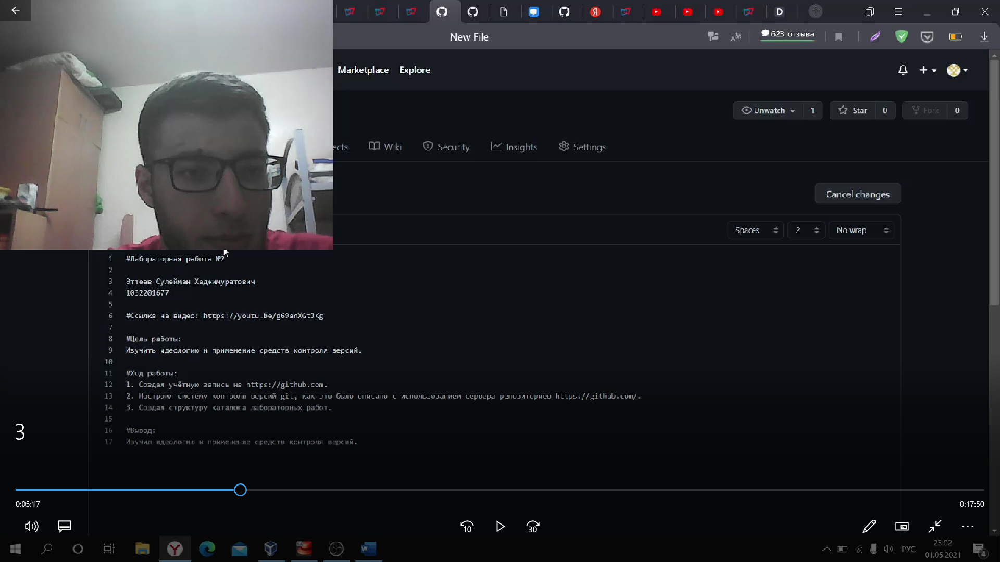 New File
623 отзыва
Marketplace Explore
Unwatch 1 Star 0 Fork 0
ects Wiki Security Insights Settings
Cancel changes
Spaces 2 No wrap
1 #Лабораторная работа №2
2
3 Эттеев Сулейман Хаджимуратович
4 1032201677
5
6 #Ссылка на видео: https://youtu.be/g69anXGtJKg
7
8 #Цель работы:
9 Изучить идеологию и применение средств контроля версий.
10
11 #Ход работы:
12 1. Создал учётную запись на https://github.com.
13 2. Настроил систему контроля версий git, как это было описано с использованием сервера репозиториев https://github.com/.
14 3. Создал структуру каталога лабораторных работ.
15
16 #Вывод:
17 Изучил идеологию и применение средств контроля версий.
3
0:05:17 0:17:50
10 30
РУС
23:02
01.05.2021
4